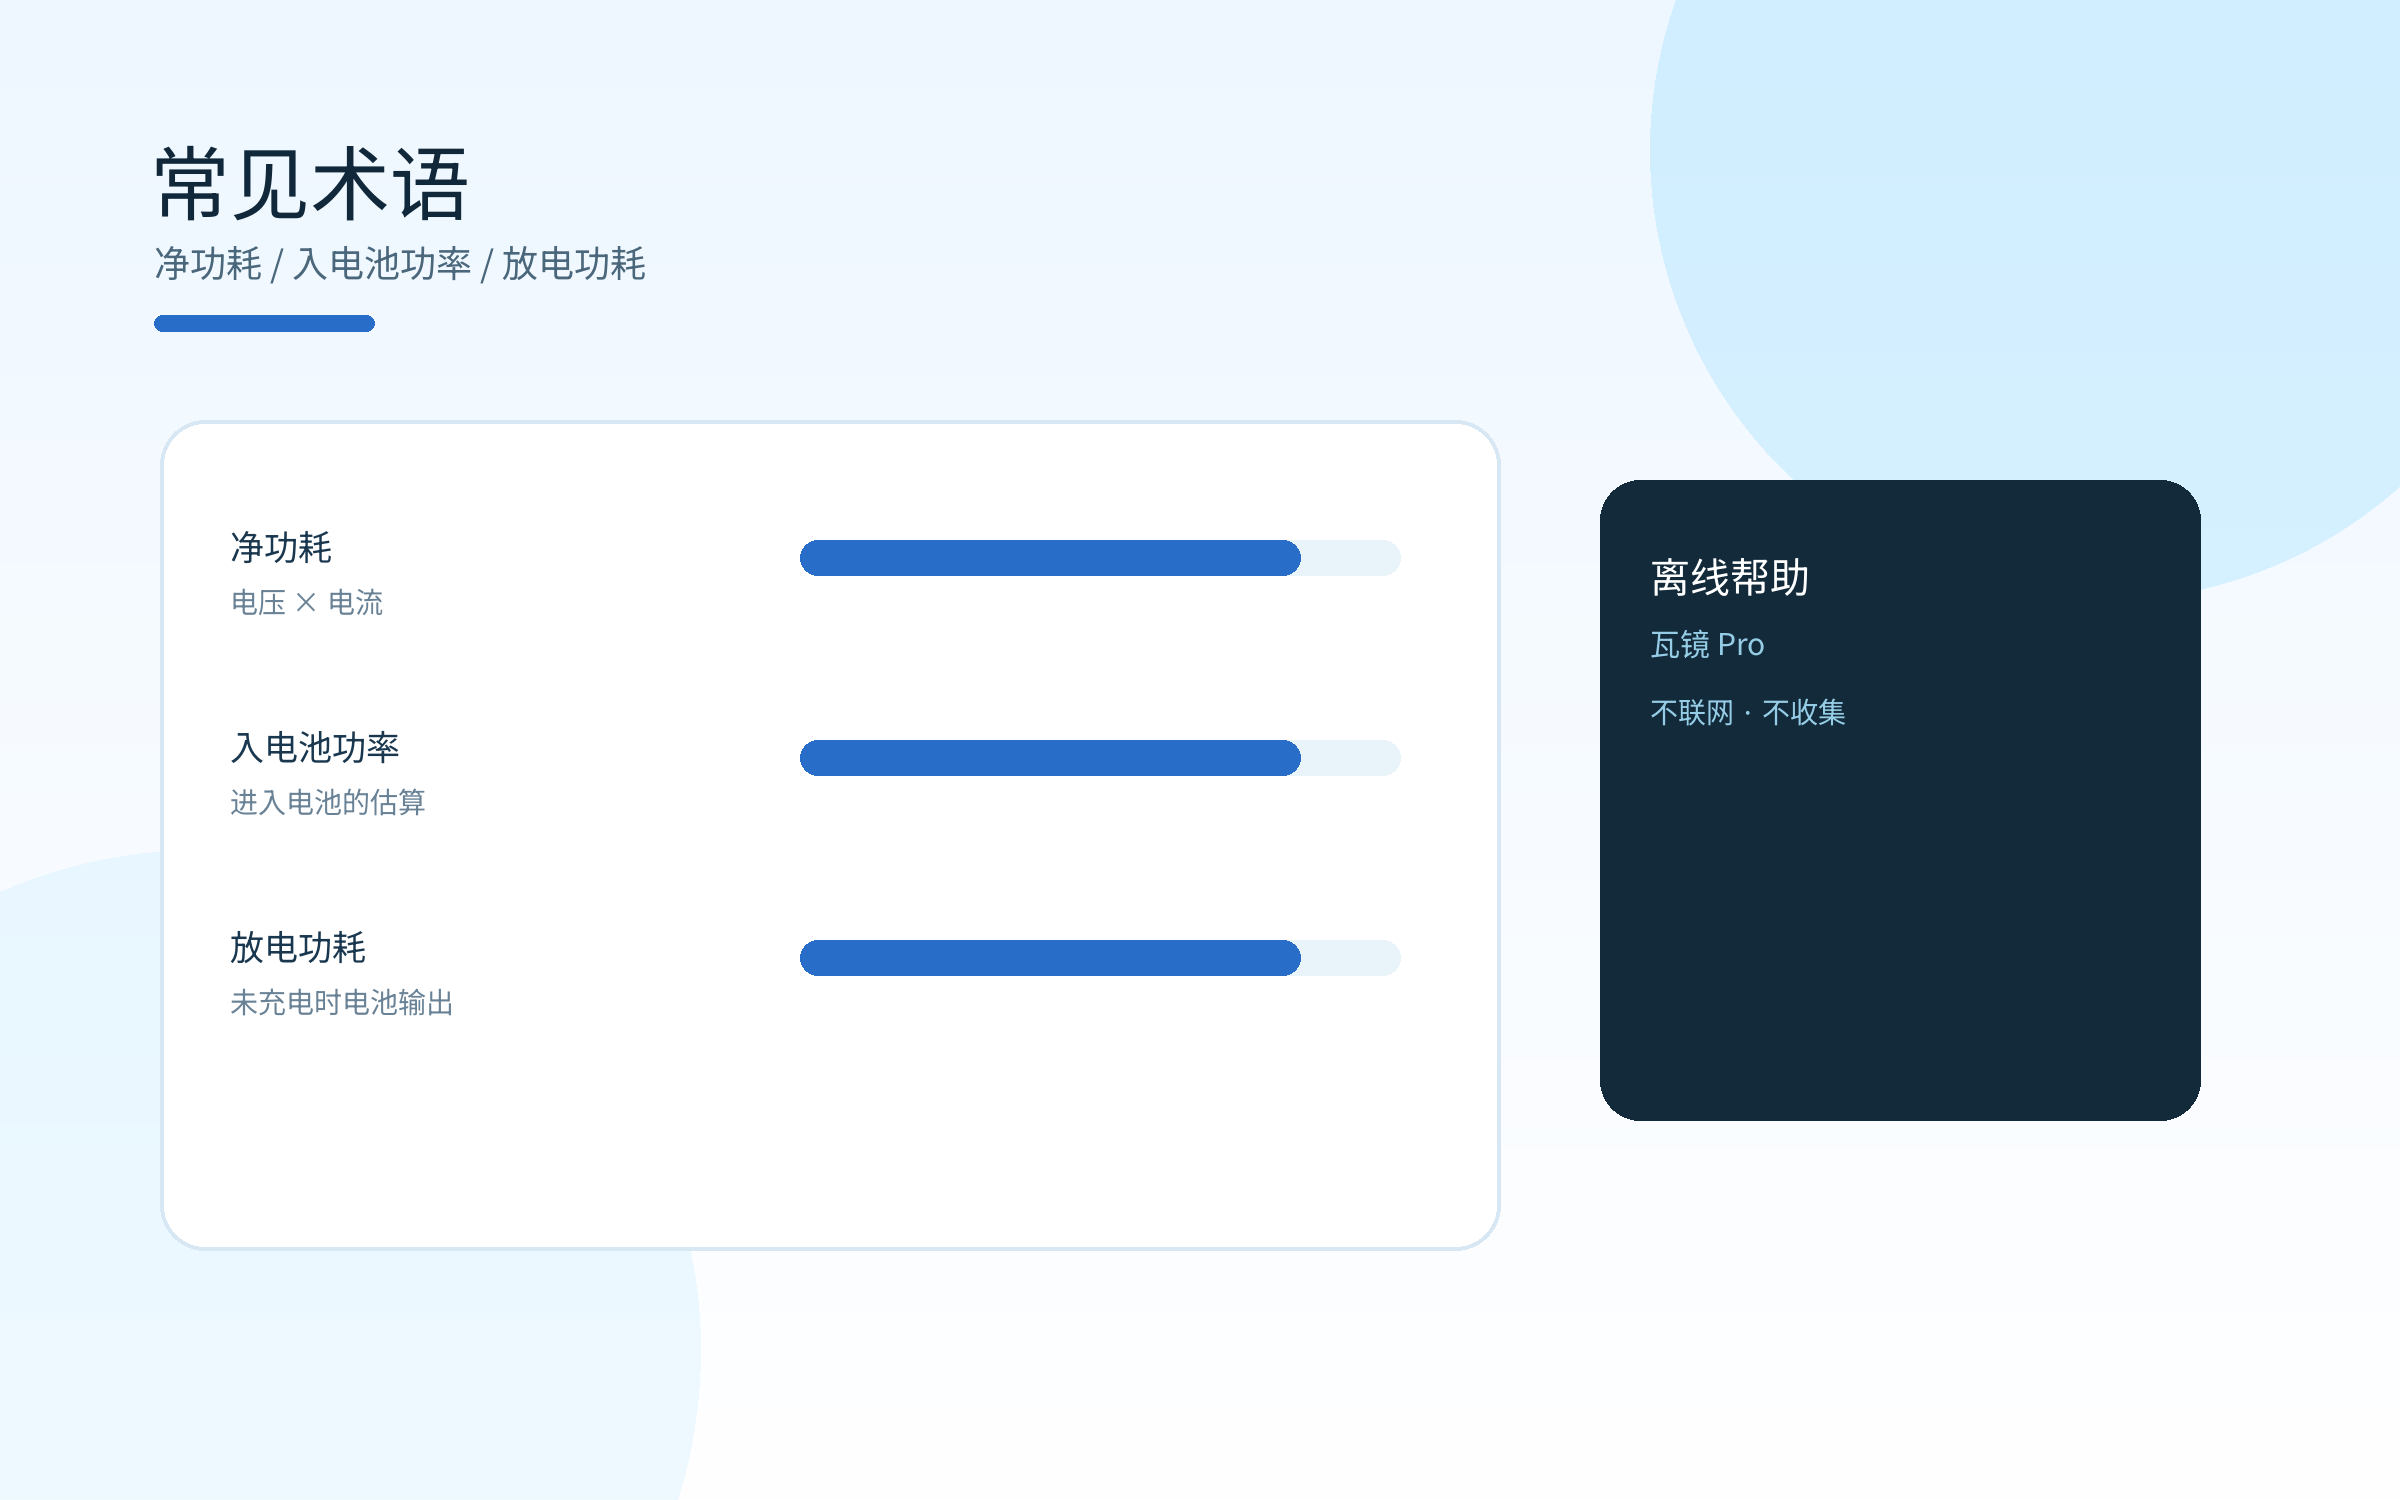 常见术语
净功耗 / 入电池功率 / 放电功耗
净功耗
电压 × 电流
入电池功率
进入电池的估算
放电功耗
未充电时电池输出
离线帮助
瓦镜 Pro
不联网 · 不收集